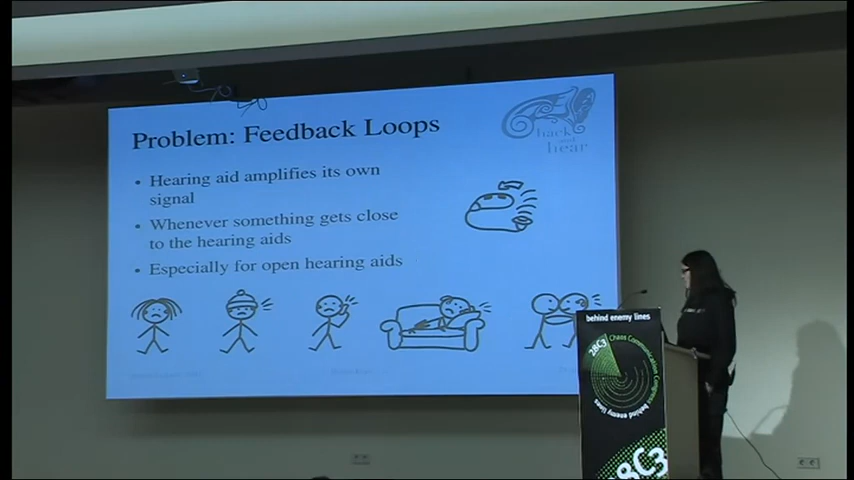 Problem: Feedback Loops
hack
and
hear
• Hearing aid amplifies its own
signal
• Whenever something gets close
to the hearing aids
• Especially for open hearing aids
behind enemy lines
28C3
Chaos Communication Congress
behind enemy lines
28C3